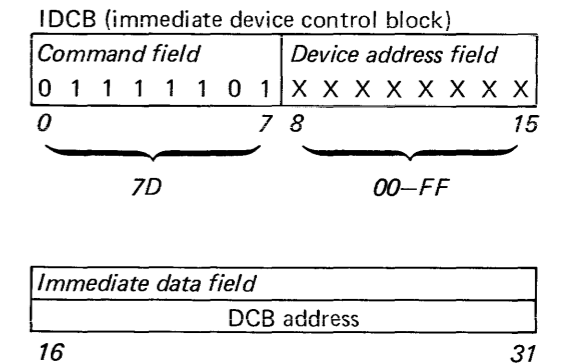 IDCB (immediate device control block)
Command field Device address field
0 1 1 1 1 1 0 1 X X X X X X X X
0 7 8 15
7D 00–FF
Immediate data field
DCB address
16 31